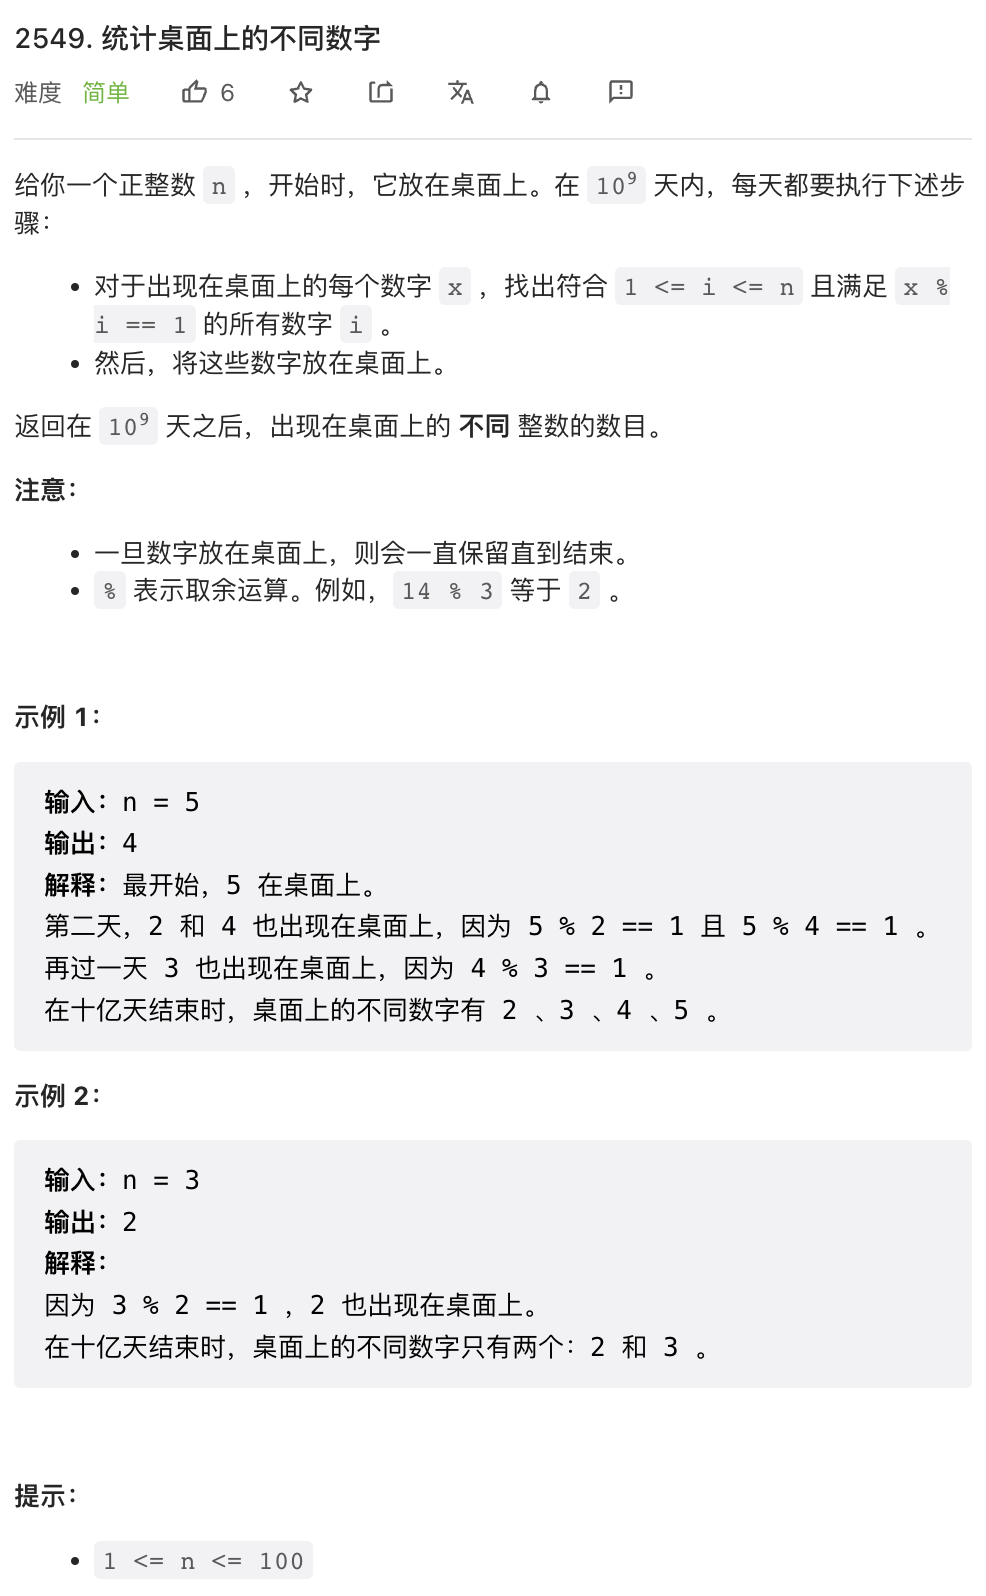 2549. 统计桌面上的不同数字
难度 简单 6
给你一个正整数 n ，开始时，它放在桌面上。在 10⁹ 天内，每天都要执行下述步
骤：
• 对于出现在桌面上的每个数字 x ，找出符合 1 <= i <= n 且满足 x %
i == 1 的所有数字 i 。
• 然后，将这些数字放在桌面上。
返回在 10⁹ 天之后，出现在桌面上的 不同 整数的数目。
注意：
• 一旦数字放在桌面上，则会一直保留直到结束。
• % 表示取余运算。例如，14 % 3 等于 2 。
示例 1：
输入：n = 5
输出：4
解释：最开始，5 在桌面上。
第二天，2 和 4 也出现在桌面上，因为 5 % 2 == 1 且 5 % 4 == 1 。
再过一天 3 也出现在桌面上，因为 4 % 3 == 1 。
在十亿天结束时，桌面上的不同数字有 2 、3 、4 、5 。
示例 2：
输入：n = 3
输出：2
解释：
因为 3 % 2 == 1 ，2 也出现在桌面上。
在十亿天结束时，桌面上的不同数字只有两个：2 和 3 。
提示：
• 1 <= n <= 100